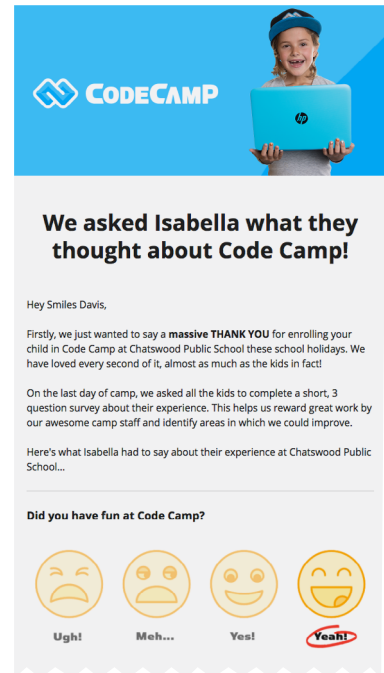 CODECAMP
hp
We asked Isabella what they
thought about Code Camp!
Hey Smiles Davis,
Firstly, we just wanted to say a massive THANK YOU for enrolling your
child in Code Camp at Chatswood Public School these school holidays. We
have loved every second of it, almost as much as the kids in fact!
On the last day of camp, we asked all the kids to complete a short, 3
question survey about their experience. This helps us reward great work by
our awesome camp staff and identify areas in which we could improve.
Here's what Isabella had to say about their experience at Chatswood Public
School...
Did you have fun at Code Camp?
Ugh! Meh... Yes! Yeah!